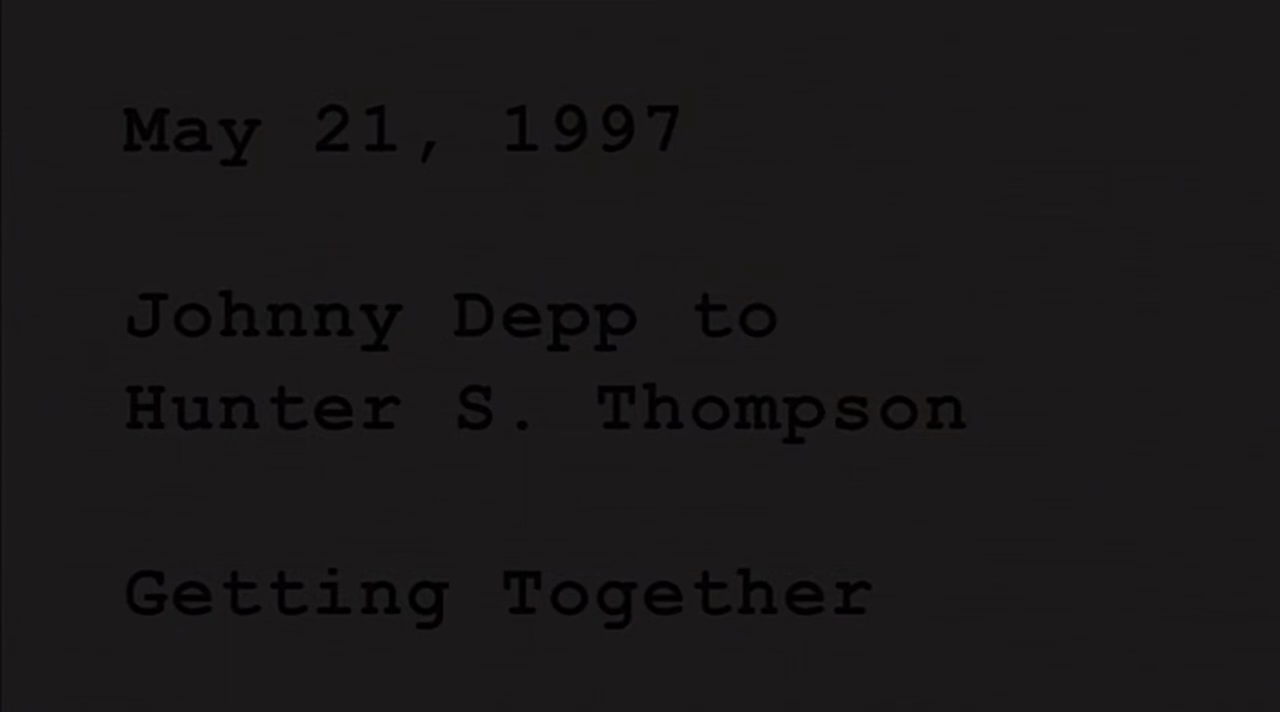 May 21, 1997
Johnny Depp to
Hunter S. Thompson
Getting Together